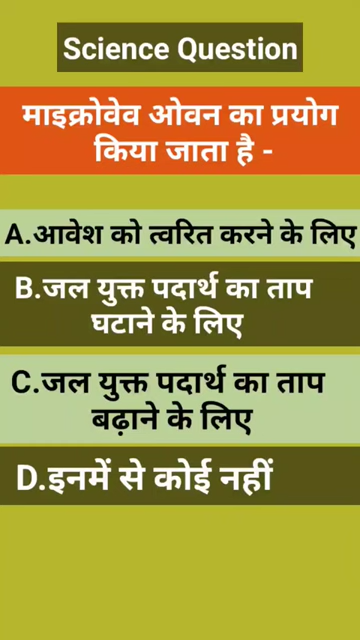 Science Question
माइक्रोवेव ओवन का प्रयोग
किया जाता है -
A.आवेश को त्वरित करने के लिए
B.जल युक्त पदार्थ का ताप
घटाने के लिए
C.जल युक्त पदार्थ का ताप
बढ़ाने के लिए
D.इनमें से कोई नहीं